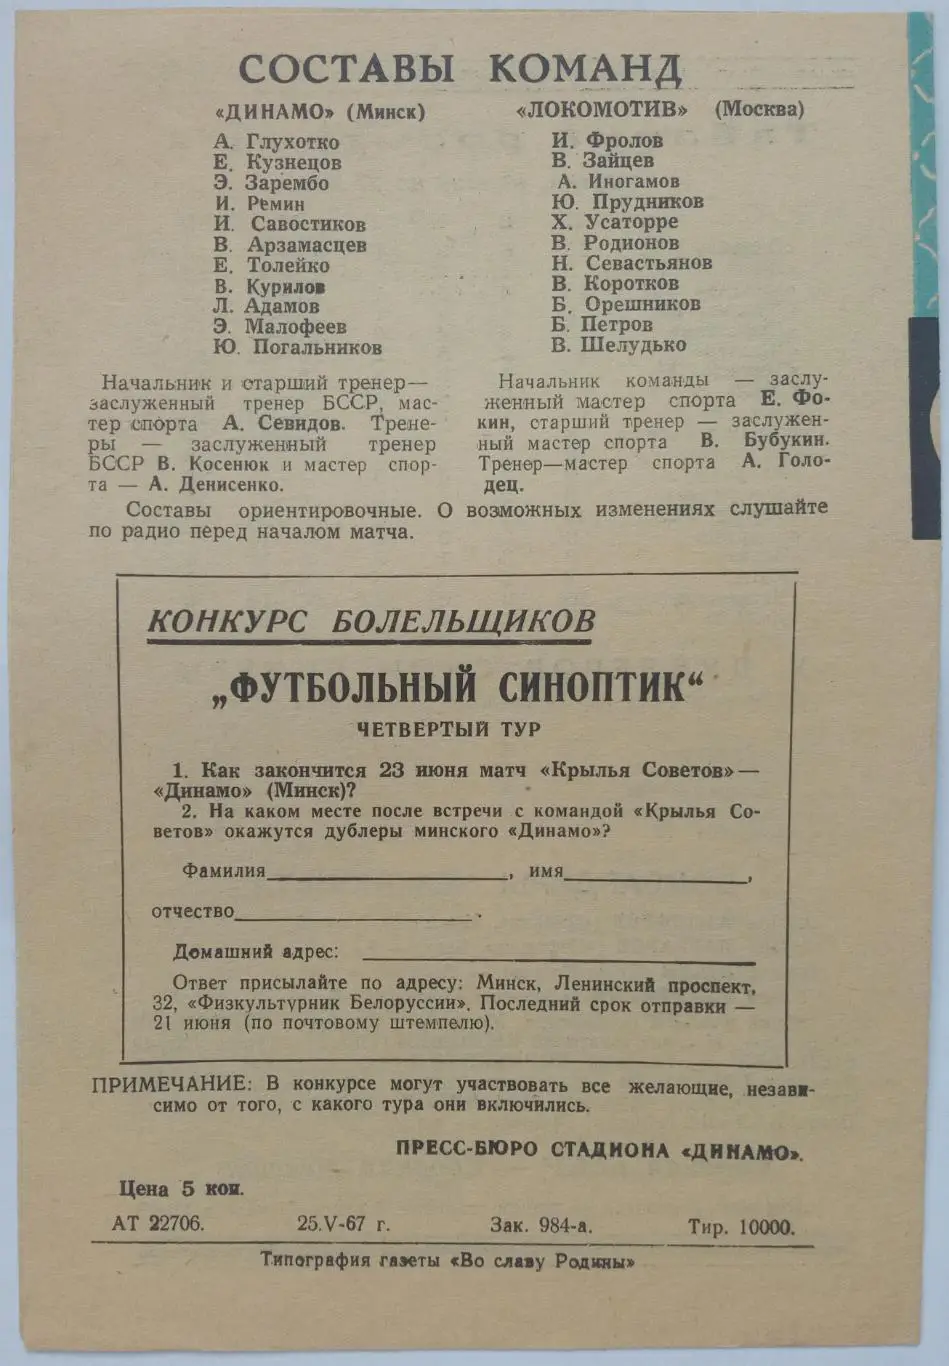 СОСТАВЫ КОМАНД
«ДИНАМО» (Минск)
А. Глухотко
Е. Кузнецов
Э. Зарембо
И. Ремин
И. Савостиков
В. Арзамасцев
Е. Толейко
В. Курилов
Л. Адамов
Э. Малофеев
Ю. Погальников
Начальник и старший тренер—
заслуженный тренер БССР, мас-
тер спорта А. Севидов. Трене-
ры — заслуженный тренер
БССР В. Косенюк и мастер спор-
та — А. Денисенко.
«ЛОКОМОТИВ» (Москва)
И. Фролов
В. Зайцев
А. Иногамов
Ю. Прудников
Х. Усаторре
В. Родионов
Н. Севастьянов
В. Коротков
Б. Орешников
Б. Петров
В. Шелудько
Начальник команды — заслу-
женный мастер спорта Е. Фо-
кин, старший тренер — заслужен-
ный мастер спорта В. Бубукин.
Тренер—мастер спорта А. Голо-
дец.
Составы ориентировочные. О возможных изменениях слушайте
по радио перед началом матча.
КОНКУРС БОЛЕЛЬЩИКОВ
„ФУТБОЛЬНЫЙ СИНОПТИК“
ЧЕТВЕРТЫЙ ТУР
1. Как закончится 23 июня матч «Крылья Советов»—
«Динамо» (Минск)?
2. На каком месте после встречи с командой «Крылья Со-
ветов» окажутся дублеры минского «Динамо»?
Фамилия, имя,
отчество.
Домашний адрес:
Ответ присылайте по адресу: Минск, Ленинский проспект,
32, «Физкультурник Белоруссии». Последний срок отправки —
21 июня (по почтовому штемпелю).
ПРИМЕЧАНИЕ: В конкурсе могут участвовать все желающие, незави-
симо от того, с какого тура они включились.
ПРЕСС-БЮРО СТАДИОНА «ДИНАМО».
Цена 5 коп.
АТ 22706. 25.V-67 г. Зак. 984-а. Тир. 10000.
Типография газеты «Во славу Родины»